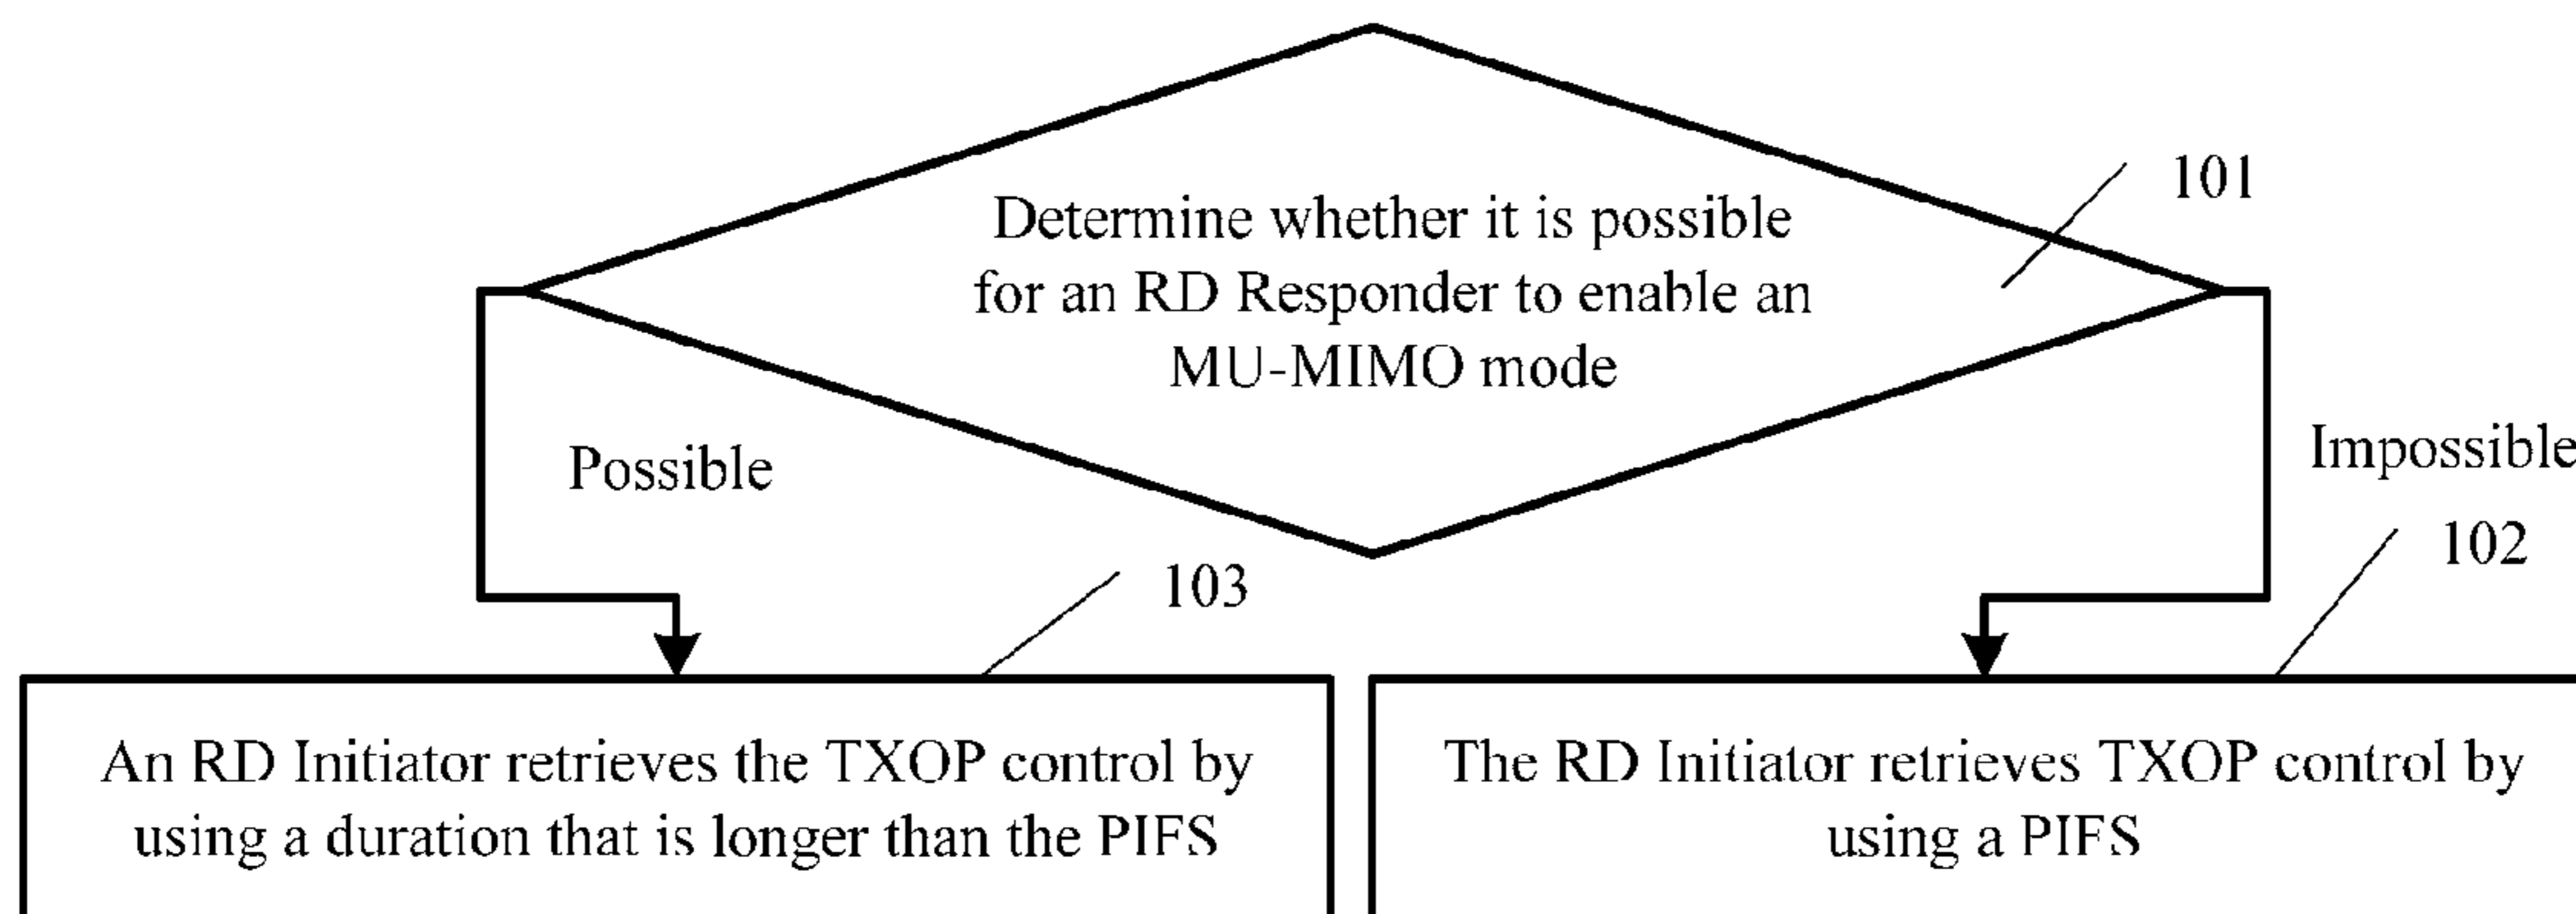 Determine whether it is possible
for an RD Responder to enable an
MU-MIMO mode
101
Possible
Impossible
103
102
An RD Initiator retrieves the TXOP control by
using a duration that is longer than the PIFS
The RD Initiator retrieves TXOP control by
using a PIFS